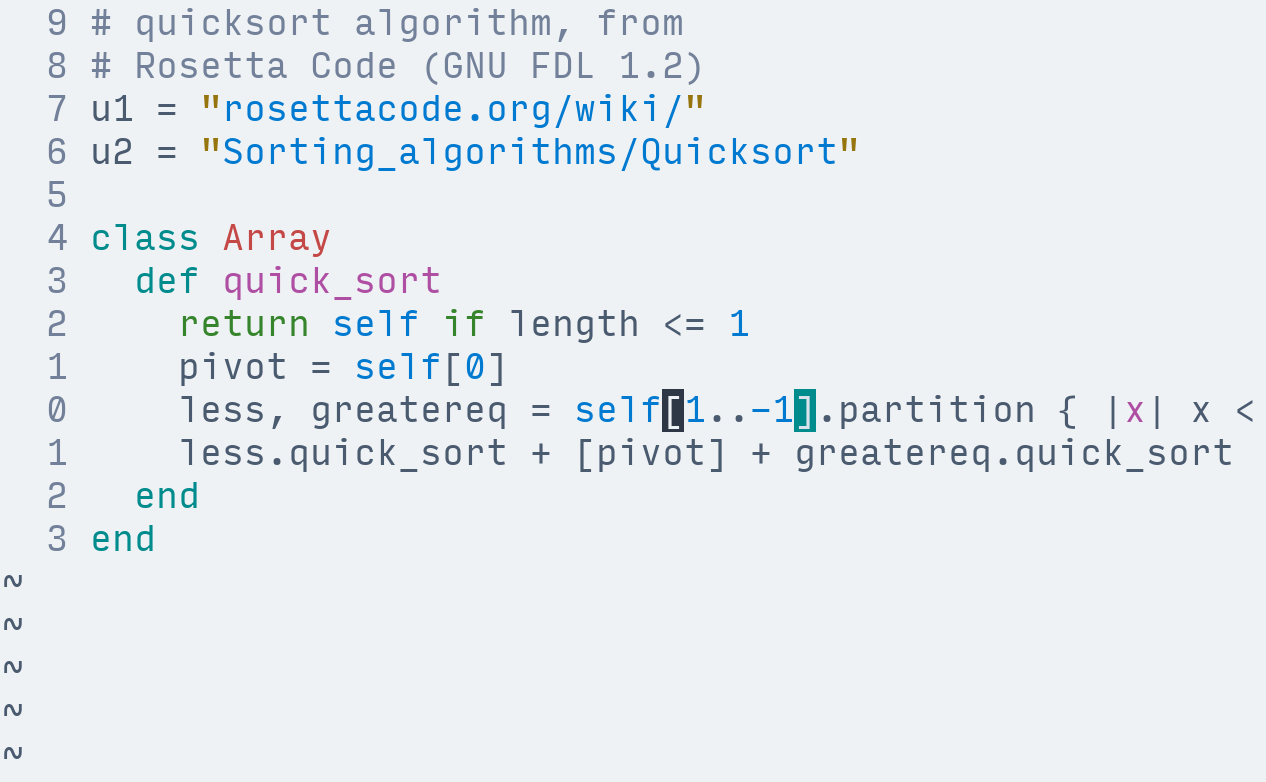 9 # quicksort algorithm, from
8 # Rosetta Code (GNU FDL 1.2)
7 u1 = "rosettacode.org/wiki/"
6 u2 = "Sorting_algorithms/Quicksort"
5
4 class Array
3   def quick_sort
2     return self if length <= 1
1     pivot = self[0]
0     less, greatereq = self[1..-1].partition { |x| x <
1     less.quick_sort + [pivot] + greatereq.quick_sort
2   end
3 end
~
~
~
~
~